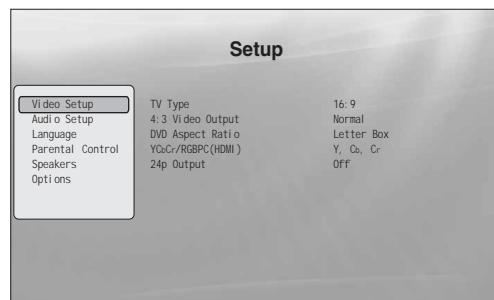 Setup
Video Setup
Audio Setup
Language
Parental Control
Speakers
Options
TV Type 16:9
4:3 Video Output Normal
DVD Aspect Ratio Letter Box
YCbCr/RGBPC(HDMI) Y, Cb, Cr
24p Output Off